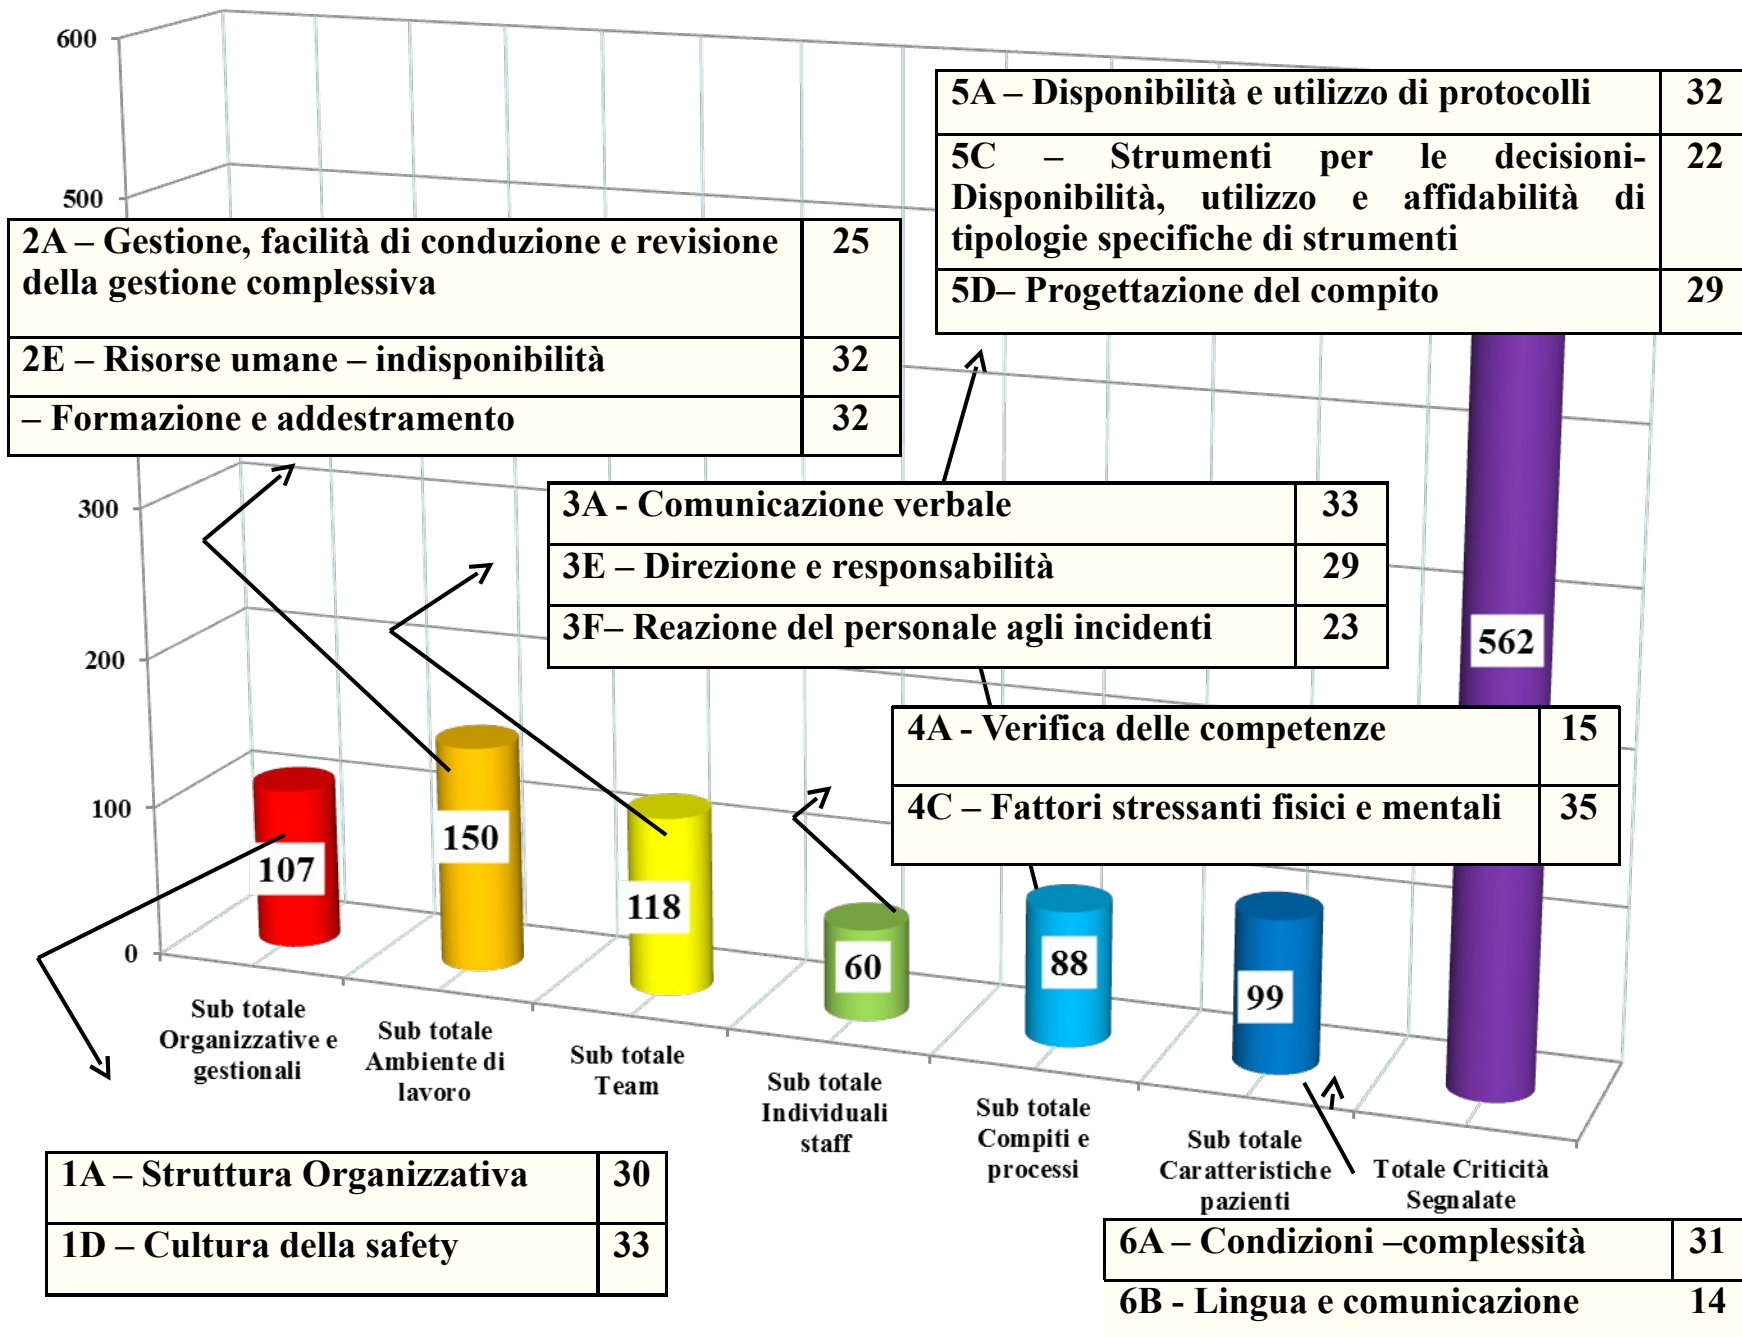 600
500
300
200
100
0
5A – Disponibilità e utilizzo di protocolli 32
5C – Strumenti per le decisioni- 22
Disponibilità, utilizzo e affidabilità di
tipologie specifiche di strumenti
5D– Progettazione del compito 29
2A – Gestione, facilità di conduzione e revisione 25
della gestione complessiva
2E – Risorse umane – indisponibilità 32
– Formazione e addestramento 32
3A - Comunicazione verbale 33
3E – Direzione e responsabilità 29
3F– Reazione del personale agli incidenti 23
4A - Verifica delle competenze 15
4C – Fattori stressanti fisici e mentali 35
107
150
118
60
88
99
562
Sub totale
Organizzative e
gestionali
Sub totale
Ambiente di
lavoro
Sub totale
Team
Sub totale
Individuali
staff
Sub totale
Compiti e
processi
Sub totale
Caratteristiche
pazienti
Totale Criticità
Segnalate
1A – Struttura Organizzativa 30
1D – Cultura della safety 33
6A – Condizioni –complessità 31
6B - Lingua e comunicazione 14